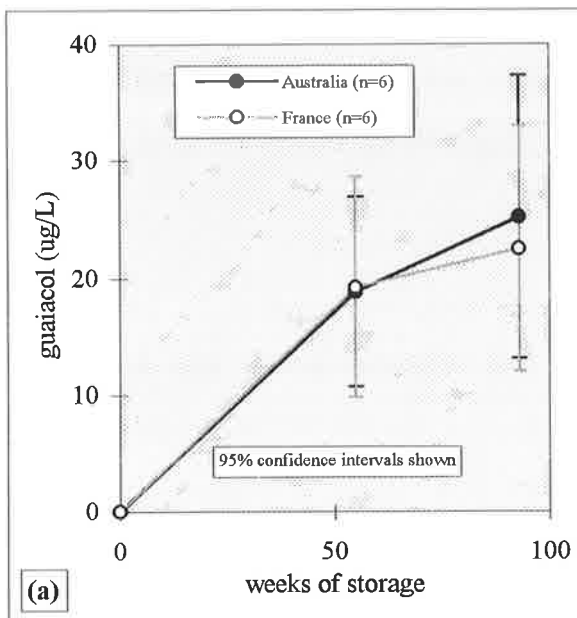 40
30
20
10
0
guaiacol (ug/L)
Australia (n=6)
France (n=6)
95% confidence intervals shown
0 50 100
weeks of storage
(a)